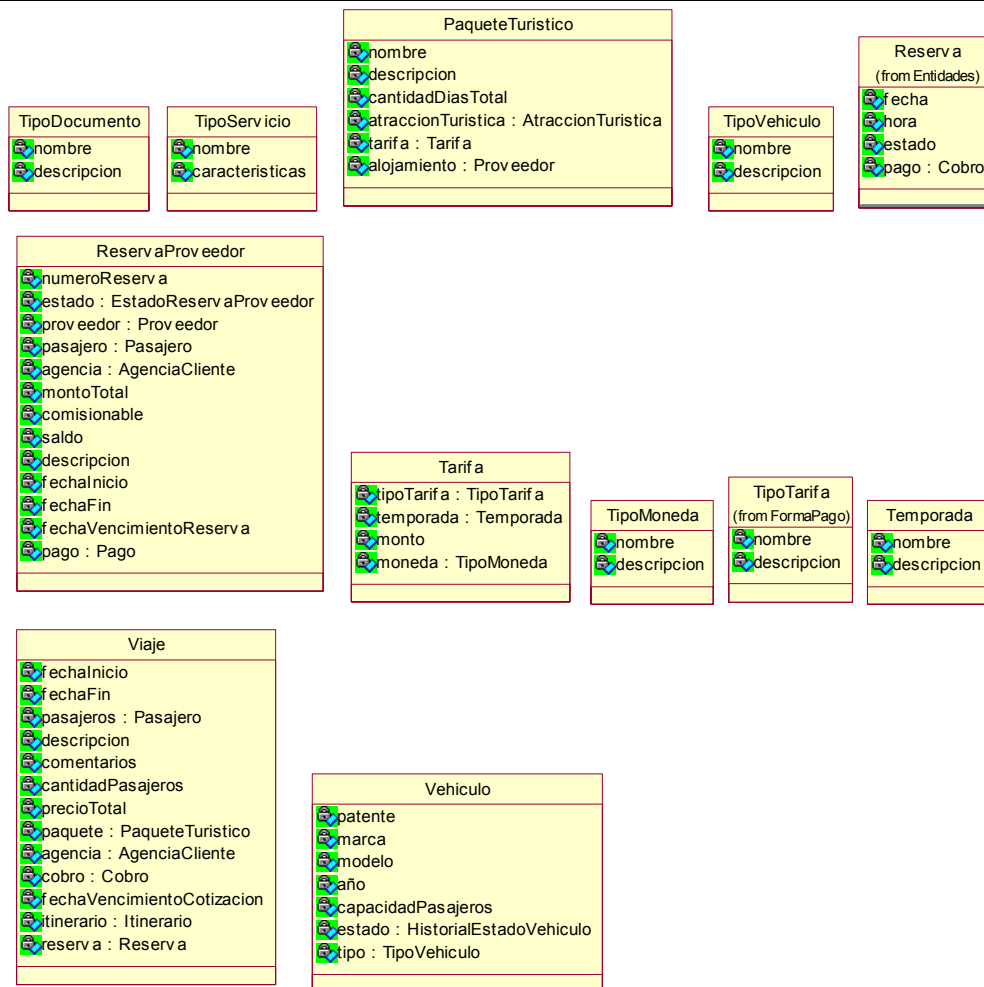 PaqueteTuristico
nombre
descripcion
cantidadDiasTotal
atraccionTuristica : AtraccionTuristica
tarifa : Tarifa
alojamiento : Proveedor
Reserva
(from Entidades)
fecha
hora
estado
pago : Cobro
TipoDocumento
nombre
descripcion
TipoServicio
nombre
caracteristicas
TipoVehiculo
nombre
descripcion
ReservaProveedor
numeroReserva
estado : EstadoReservaProveedor
proveedor : Proveedor
pasajero : Pasajero
agencia : AgenciaCliente
montoTotal
comisionable
saldo
descripcion
fechaInicio
fechaFin
fechaVencimientoReserva
pago : Pago
Tarifa
tipoTarifa : TipoTarifa
temporada : Temporada
monto
moneda : TipoMoneda
TipoMoneda
nombre
descripcion
TipoTarifa
(from FormaPago)
nombre
descripcion
Temporada
nombre
descripcion
Viaje
fechaInicio
fechaFin
pasajeros : Pasajero
descripcion
comentarios
cantidadPasajeros
precioTotal
paquete : PaqueteTuristico
agencia : AgenciaCliente
cobro : Cobro
fechaVencimientoCotizacion
itinerario : Itinerario
reserva : Reserva
Vehiculo
patente
marca
modelo
año
capacidadPasajeros
estado : HistorialEstadoVehiculo
tipo : TipoVehiculo